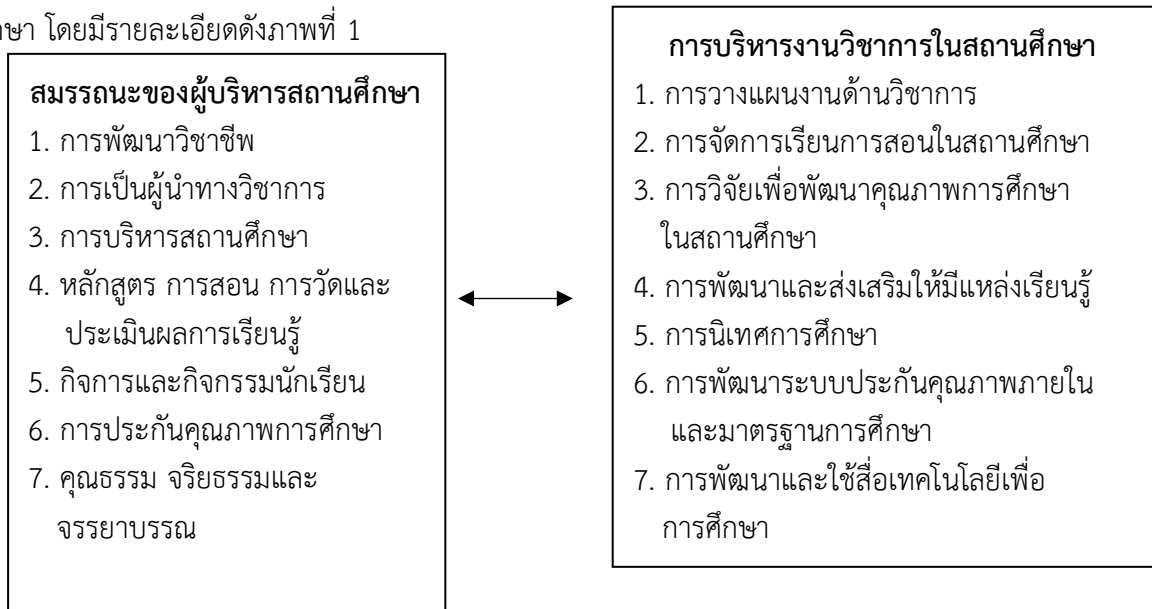 ษา โดยมีรายละเอียดดังภาพที่ 1
สมรรถนะของผู้บริหารสถานศึกษา
1. การพัฒนาวิชาชีพ
2. การเป็นผู้นำทางวิชาการ
3. การบริหารสถานศึกษา
4. หลักสูตร การสอน การวัดและ
ประเมินผลการเรียนรู้
5. กิจการและกิจกรรมนักเรียน
6. การประกันคุณภาพการศึกษา
7. คุณธรรม จริยธรรมและ
จรรยาบรรณ
การบริหารงานวิชาการในสถานศึกษา
1. การวางแผนงานด้านวิชาการ
2. การจัดการเรียนการสอนในสถานศึกษา
3. การวิจัยเพื่อพัฒนาคุณภาพการศึกษา
ในสถานศึกษา
4. การพัฒนาและส่งเสริมให้มีแหล่งเรียนรู้
5. การนิเทศการศึกษา
6. การพัฒนาระบบประกันคุณภาพภายใน
และมาตรฐานการศึกษา
7. การพัฒนาและใช้สื่อเทคโนโลยีเพื่อ
การศึกษา